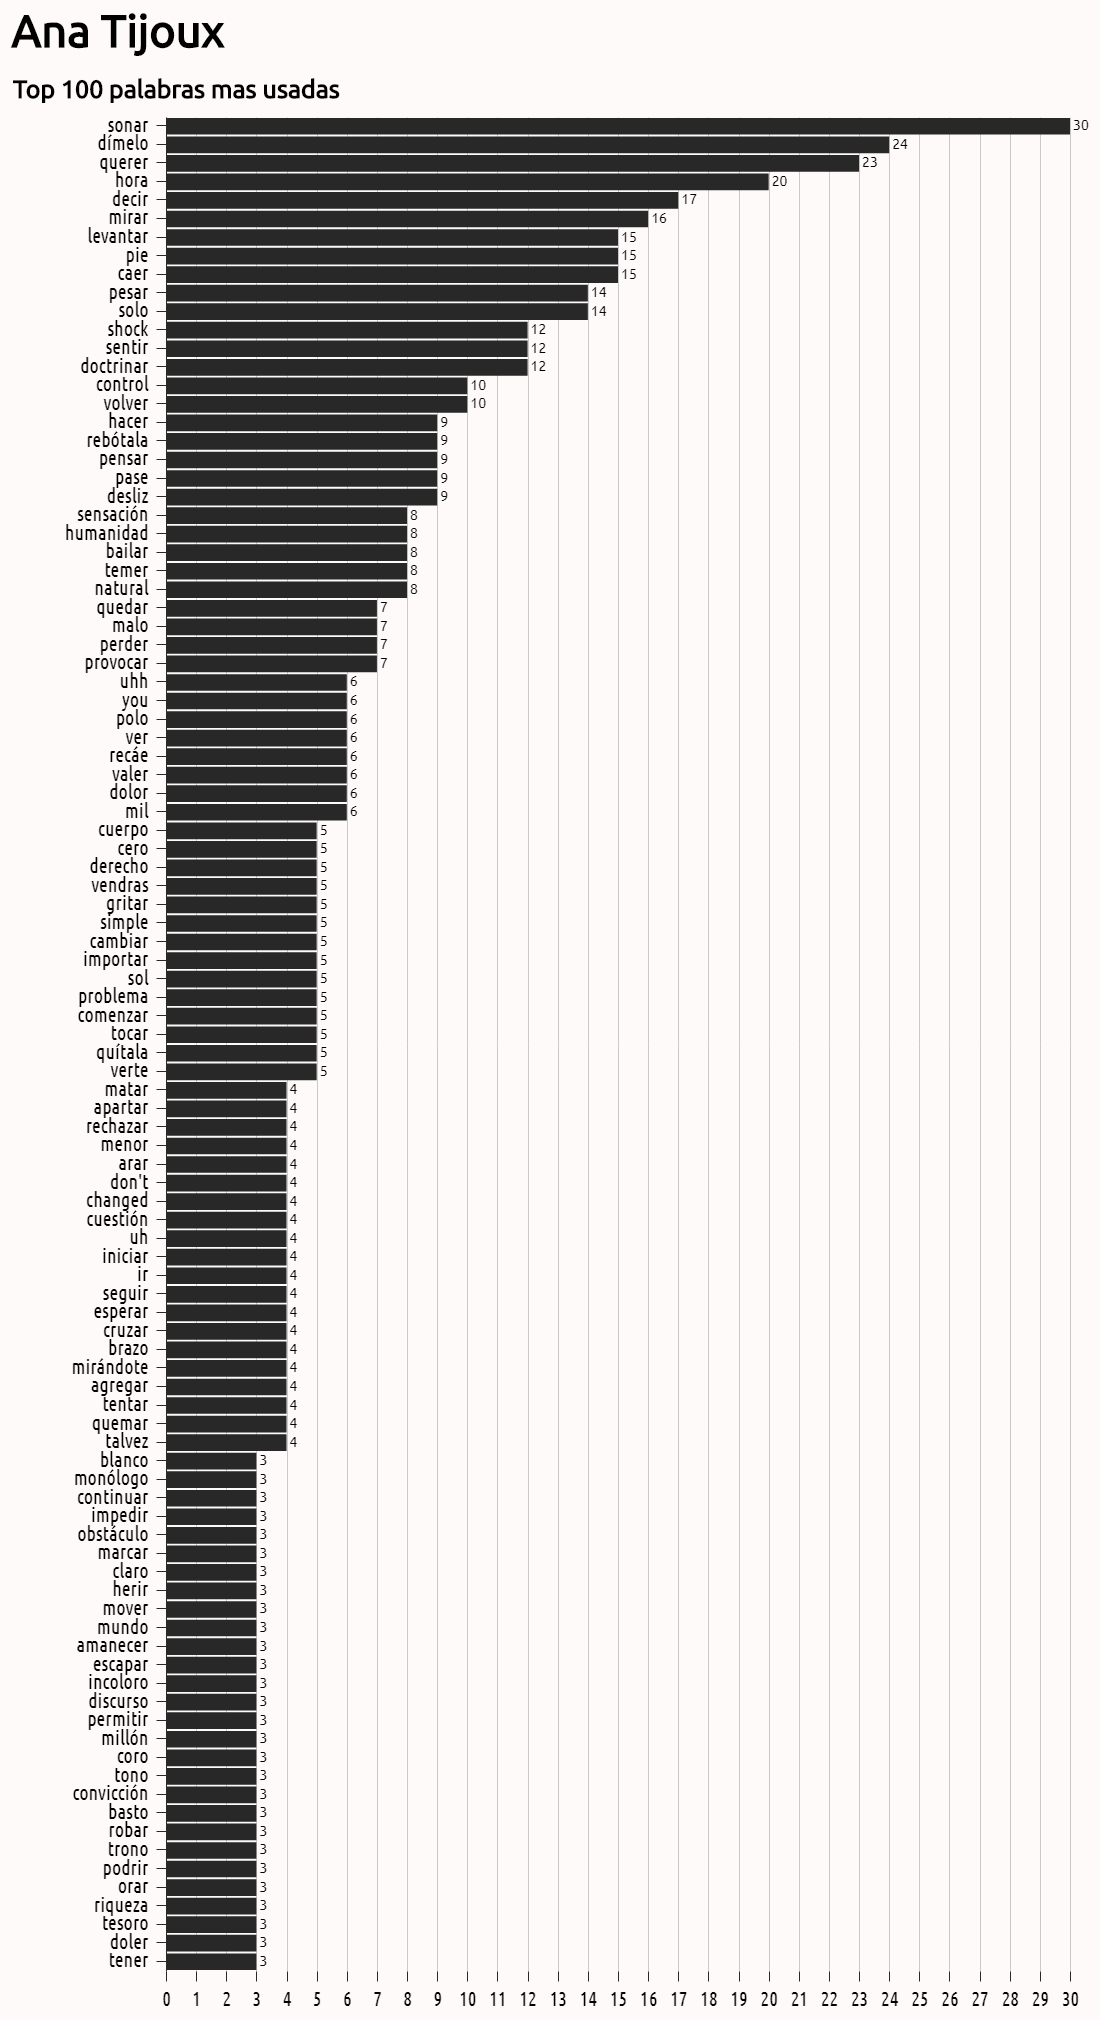 Ana Tijoux
Top 100 palabras mas usadas
sonar 30
dímelo 24
querer 23
hora 20
decir 17
mirar 16
levantar 15
pie 15
caer 15
pesar 14
solo 14
shock 12
sentir 12
doctrinar 12
control 10
volver 10
hacer 9
rebótala 9
pensar 9
pase 9
desliz 9
sensación 8
humanidad 8
bailar 8
temer 8
natural 8
quedar 7
malo 7
perder 7
provocar 7
uhh 6
you 6
polo 6
ver 6
recáe 6
valer 6
dolor 6
mil 6
cuerpo 5
cero 5
derecho 5
vendras 5
gritar 5
simple 5
cambiar 5
importar 5
sol 5
problema 5
comenzar 5
tocar 5
quítala 5
verte 5
matar 4
apartar 4
rechazar 4
menor 4
arar 4
don't 4
changed 4
cuestión 4
uh 4
iniciar 4
ir 4
seguir 4
esperar 4
cruzar 4
brazo 4
mirándote 4
agregar 4
tentar 4
quemar 4
talvez 4
blanco 3
monólogo 3
continuar 3
impedir 3
obstáculo 3
marcar 3
claro 3
herir 3
mover 3
mundo 3
amanecer 3
escapar 3
incoloro 3
discurso 3
permitir 3
millón 3
coro 3
tono 3
convicción 3
basto 3
robar 3
trono 3
podrir 3
orar 3
riqueza 3
tesoro 3
doler 3
tener 3
0 1 2 3 4 5 6 7 8 9 10 11 12 13 14 15 16 17 18 19 20 21 22 23 24 25 26 27 28 29 30